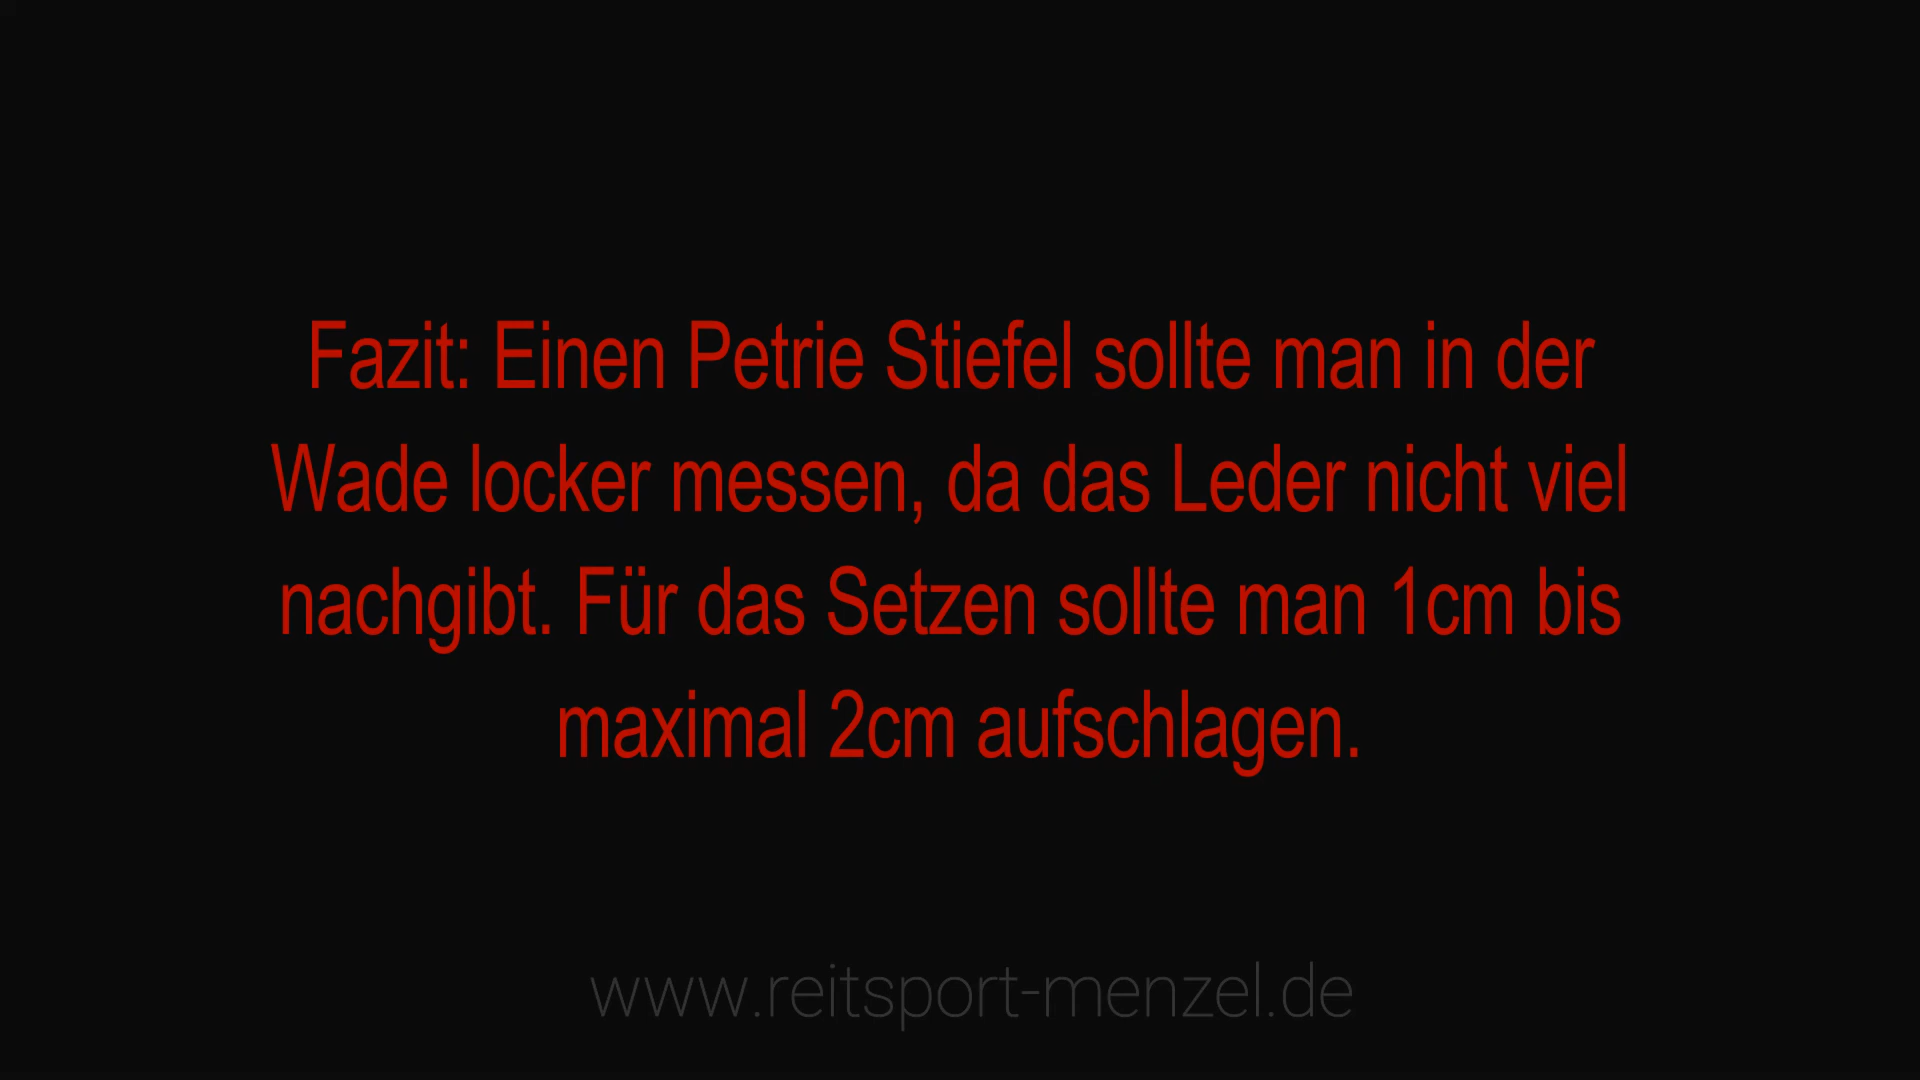 Fazit: Einen Petrie Stiefel sollte man in der
Wade locker messen, da das Leder nicht viel
nachgibt. Für das Setzen sollte man 1cm bis
maximal 2cm aufschlagen.
www.reitsport-menzel.de